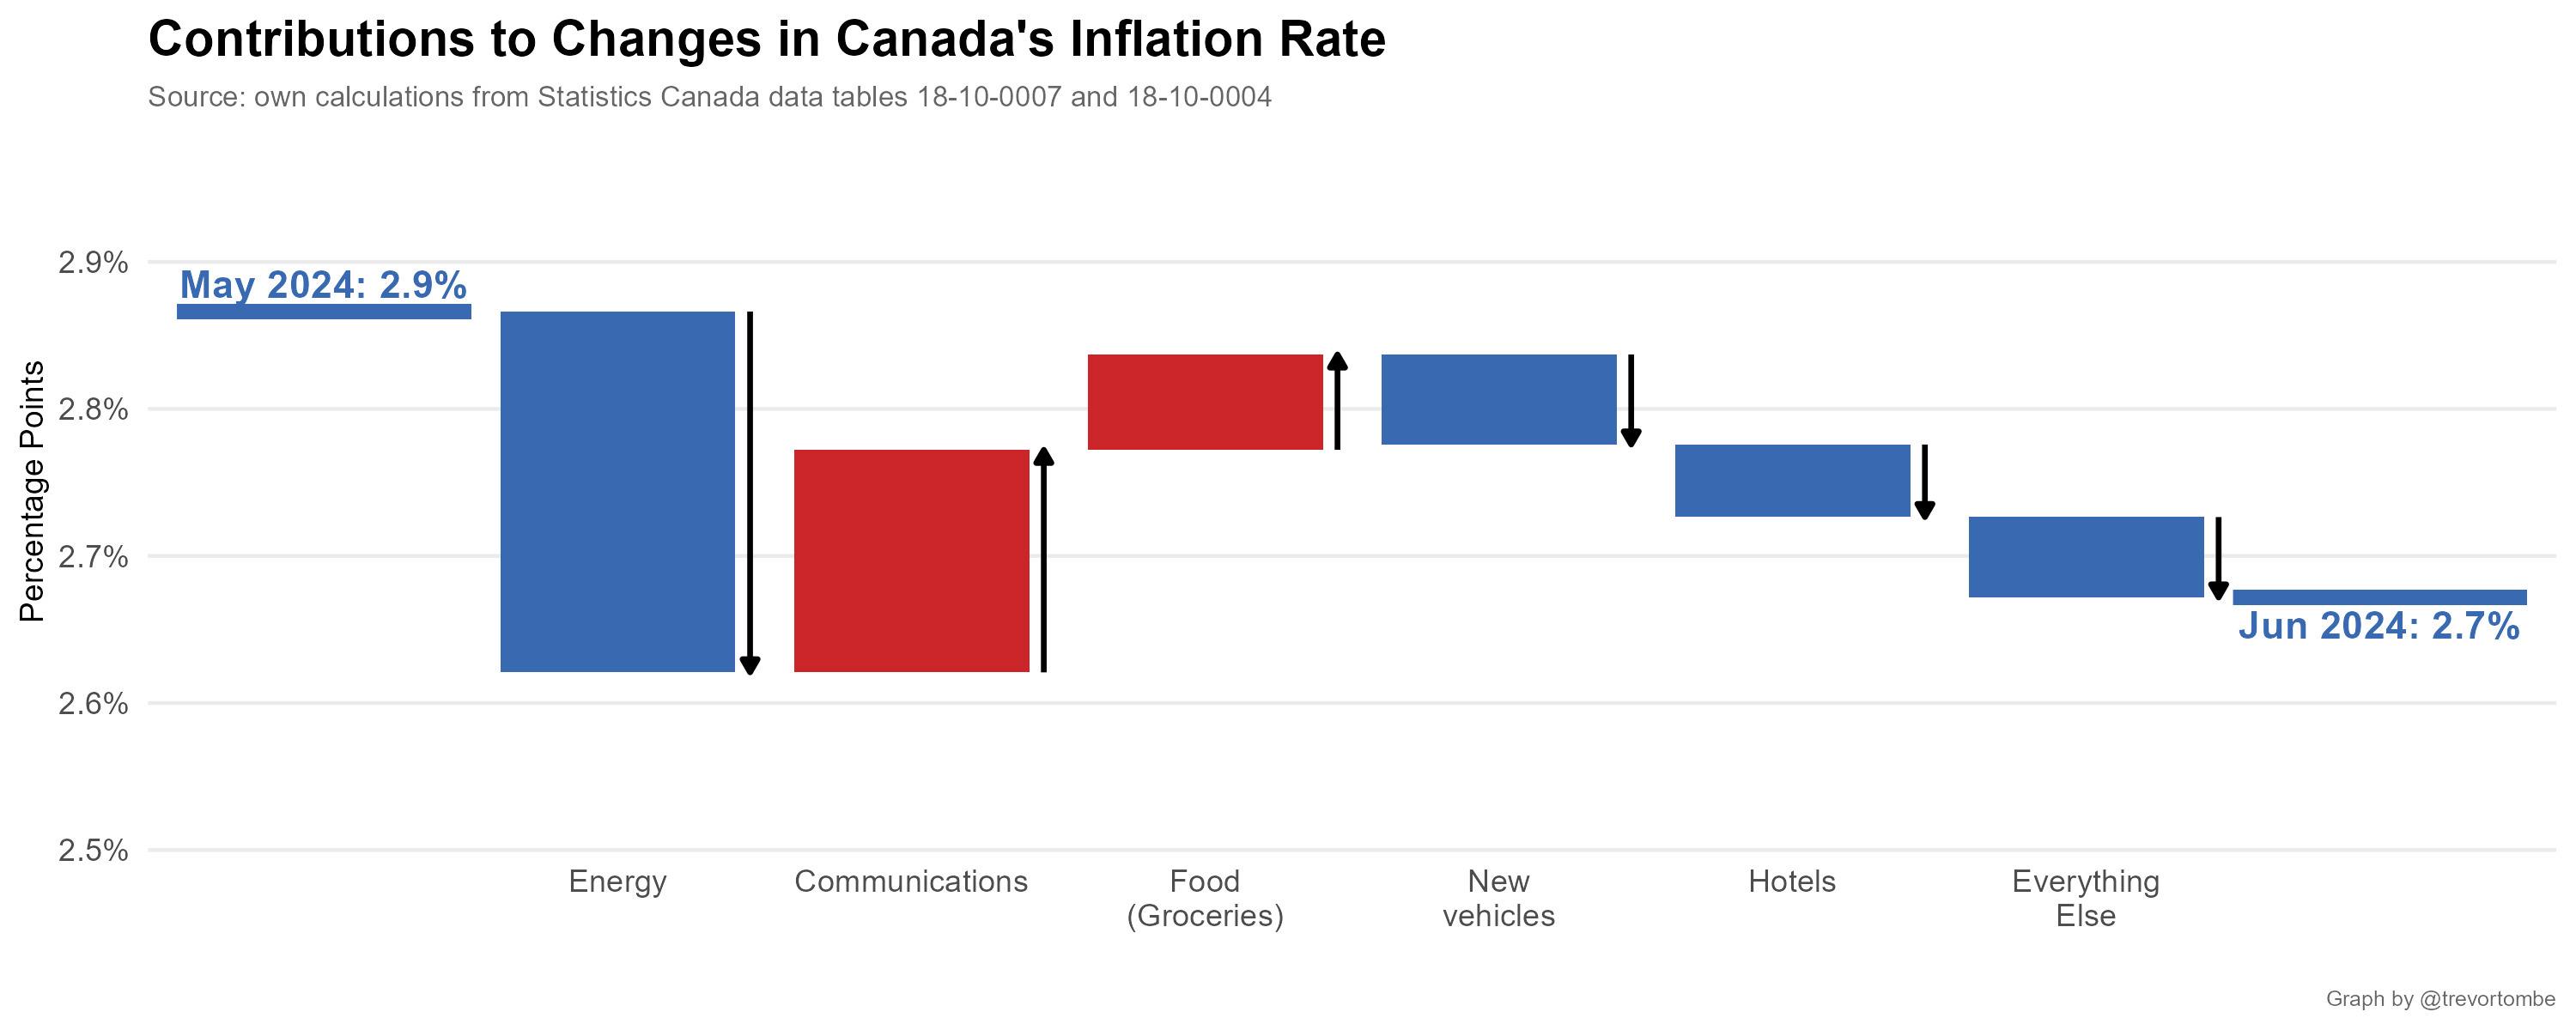 Contributions to Changes in Canada's Inflation Rate
Source: own calculations from Statistics Canada data tables 18-10-0007 and 18-10-0004
Percentage Points
2.9%
2.8%
2.7%
2.6%
2.5%
May 2024: 2.9%
Jun 2024: 2.7%
Energy
Communications
Food
(Groceries)
New
vehicles
Hotels
Everything
Else
Graph by @trevortombe